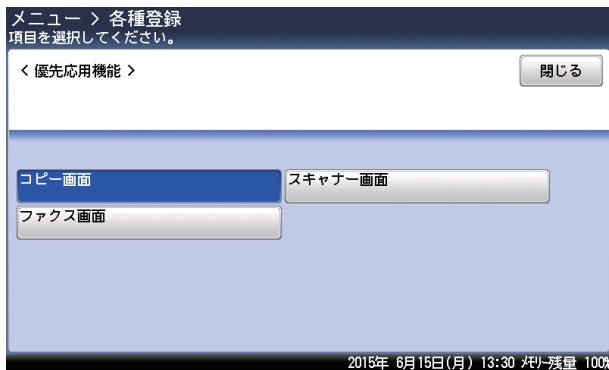 メニュー > 各種登録
項目を選択してください。
< 優先応用機能 >
閉じる
コピー画面
スキャナー画面
ファクス画面
2015年 6月15日(月) 13:30 ﾒﾓﾘｰ残量 100%